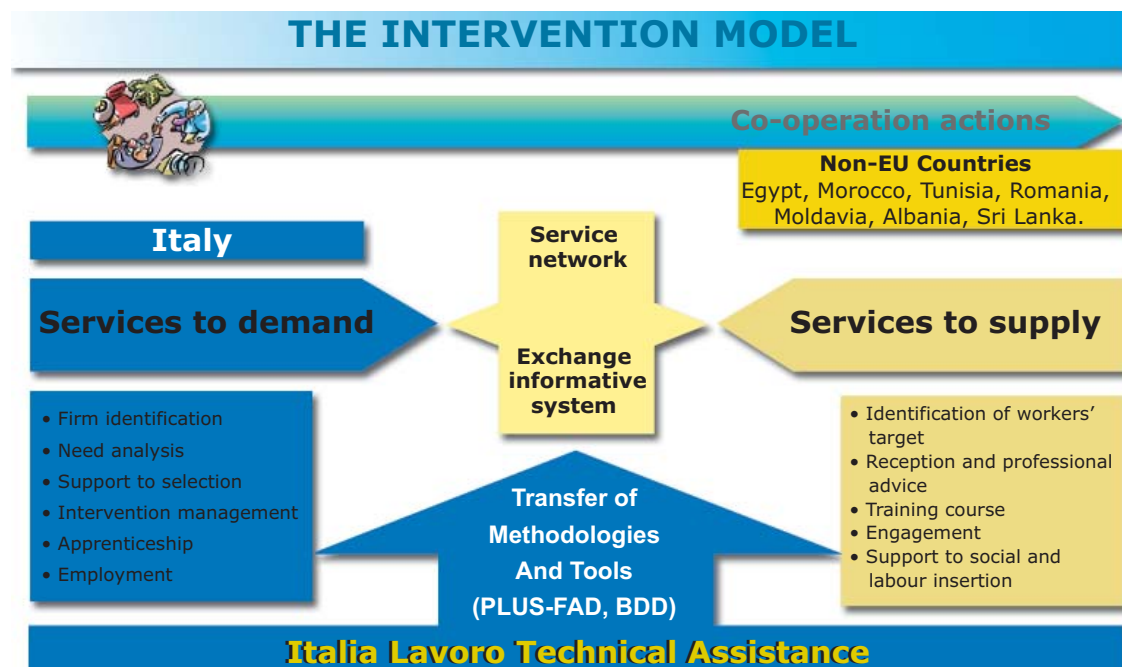 THE INTERVENTION MODEL
Co-operation actions
Non-EU Countries
Egypt, Morocco, Tunisia, Romania,
Moldavia, Albania, Sri Lanka.
Italy
Services to demand
• Firm identification
• Need analysis
• Support to selection
• Intervention management
• Apprenticeship
• Employment
Service
network
Exchange
informative
system
Services to supply
• Identification of workers’
target
• Reception and professional
advice
• Training course
• Engagement
• Support to social and
labour insertion
Transfer of
Methodologies
And Tools
(PLUS-FAD, BDD)
Italia Lavoro Technical Assistance